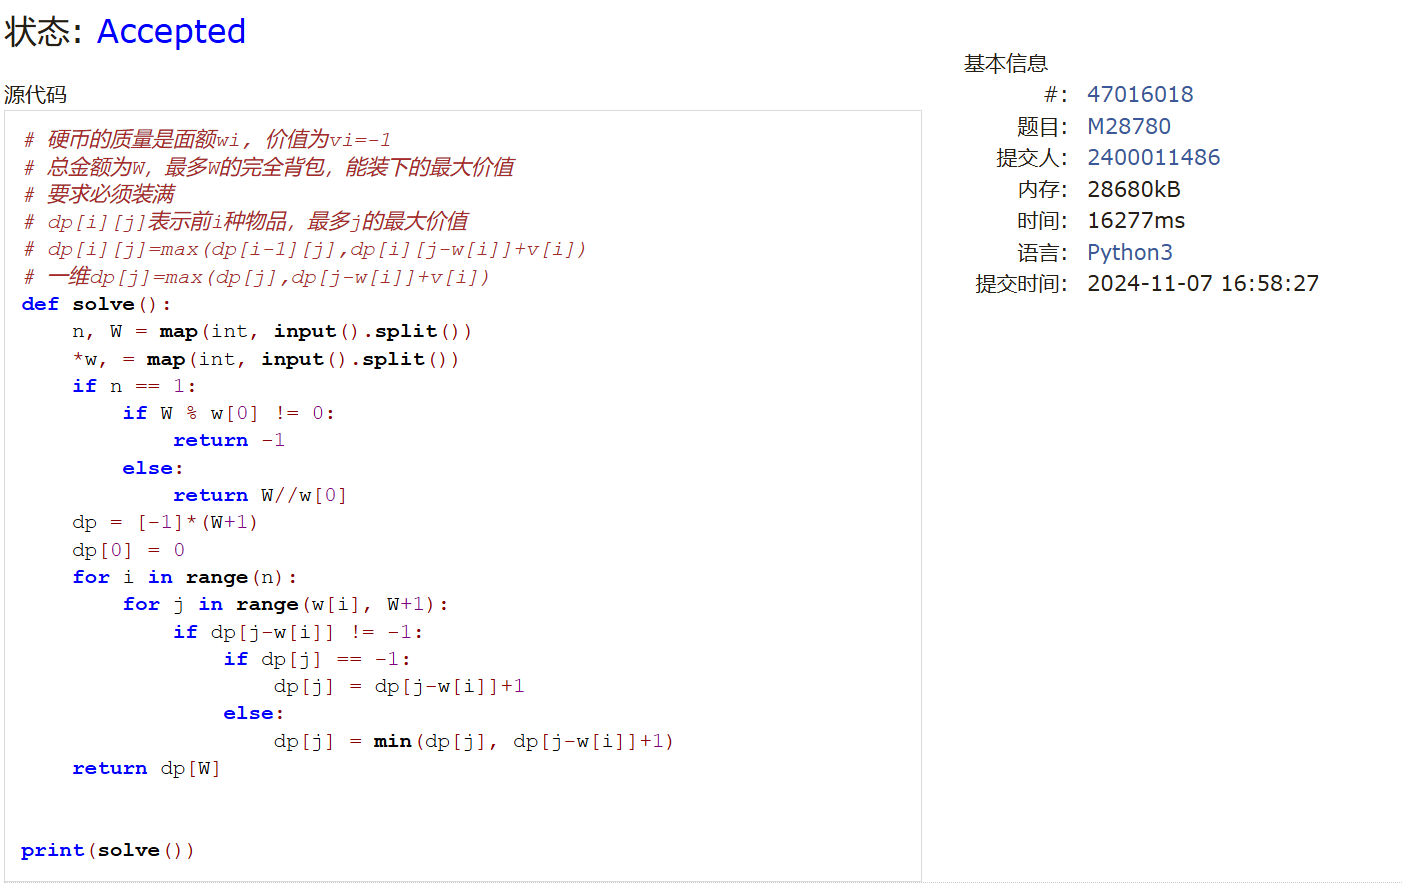 状态: Accepted
源代码
# 硬币的质量是面额wi, 价值为vi=-1
# 总金额为W, 最多W的完全背包, 能装下的最大价值
# 要求必须装满
# dp[i][j]表示前i种物品, 最多j的最大价值
# dp[i][j]=max(dp[i-1][j],dp[i][j-w[i]]+v[i])
# 一维dp[j]=max(dp[j],dp[j-w[i]]+v[i])
def solve():
    n, W = map(int, input().split())
    *w, = map(int, input().split())
    if n == 1:
        if W % w[0] != 0:
            return -1
        else:
            return W//w[0]
    dp = [-1]*(W+1)
    dp[0] = 0
    for i in range(n):
        for j in range(w[i], W+1):
            if dp[j-w[i]] != -1:
                if dp[j] == -1:
                    dp[j] = dp[j-w[i]]+1
                else:
                    dp[j] = min(dp[j], dp[j-w[i]]+1)
    return dp[W]
print(solve())
基本信息
#: 47016018
题目: M28780
提交人: 2400011486
内存: 28680kB
时间: 16277ms
语言: Python3
提交时间: 2024-11-07 16:58:27